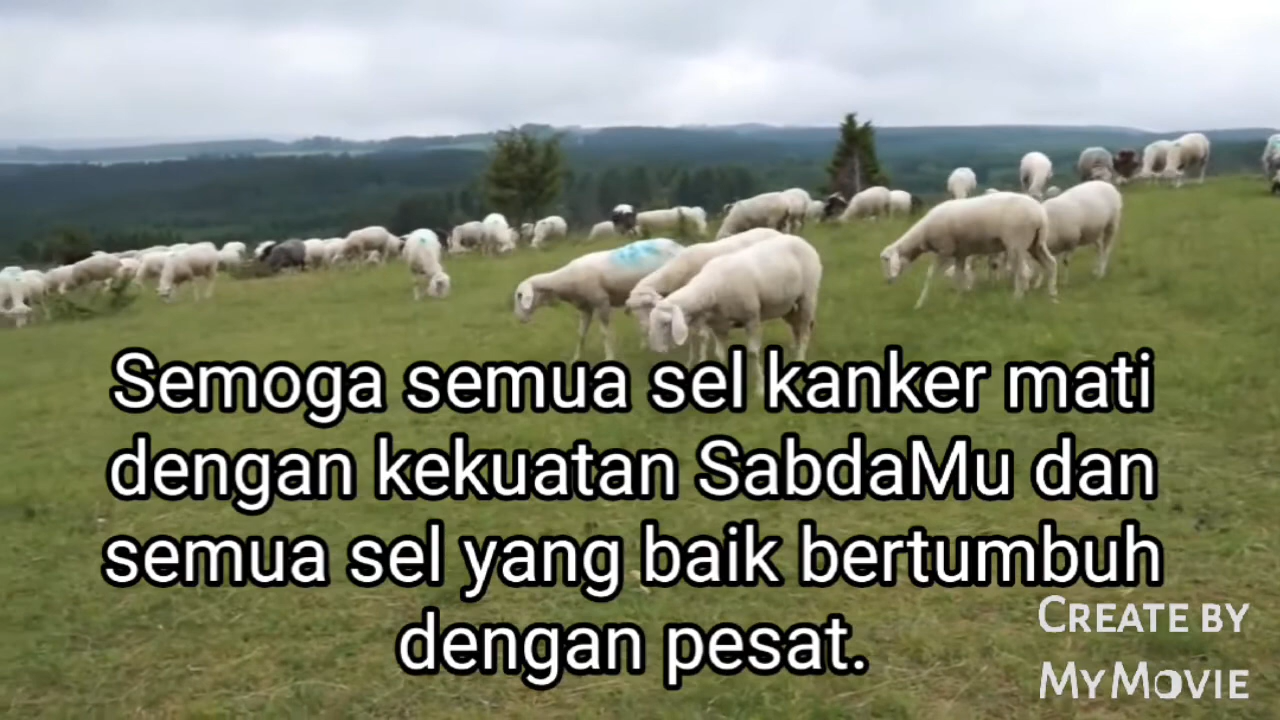 Semoga semua sel kanker mati
dengan kekuatan SabdaMu dan
semua sel yang baik bertumbuh
dengan pesat.
CREATE BY
MYMOVIE